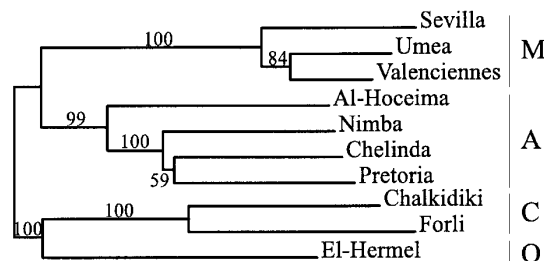 Sevilla
100
Umea
84
M
Valenciennes
Al-Hoceima
99
Nimba
100
A
Chelinda
59
Pretoria
Chalkidiki
100
C
Forli
100
El-Hermel
O